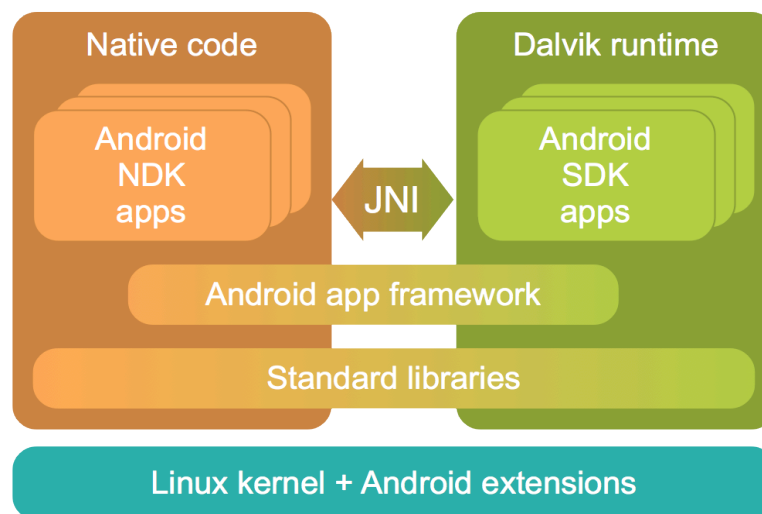 Native code
Dalvik runtime
Android
NDK
apps
JNI
Android
SDK
apps
Android app framework
Standard libraries
Linux kernel + Android extensions